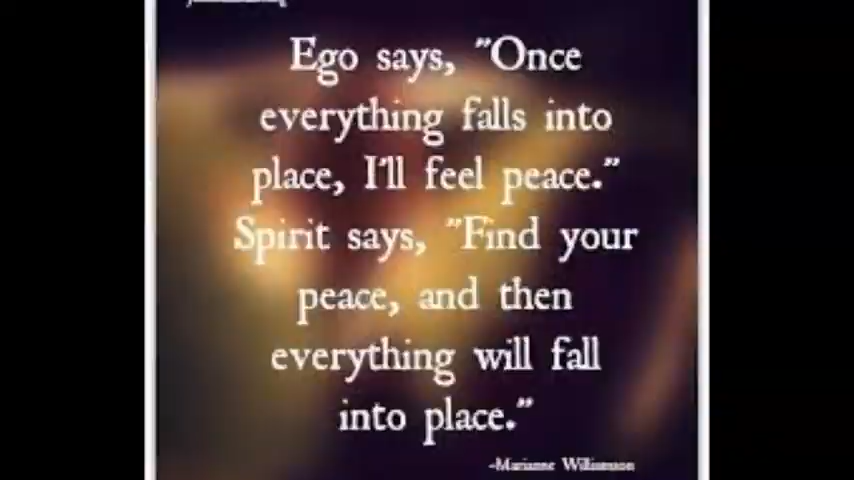 Ego says, "Once
everything falls into
place, I'll feel peace."
Spirit says, "Find your
peace, and then
everything will fall
into place."
-Marianne Williamson